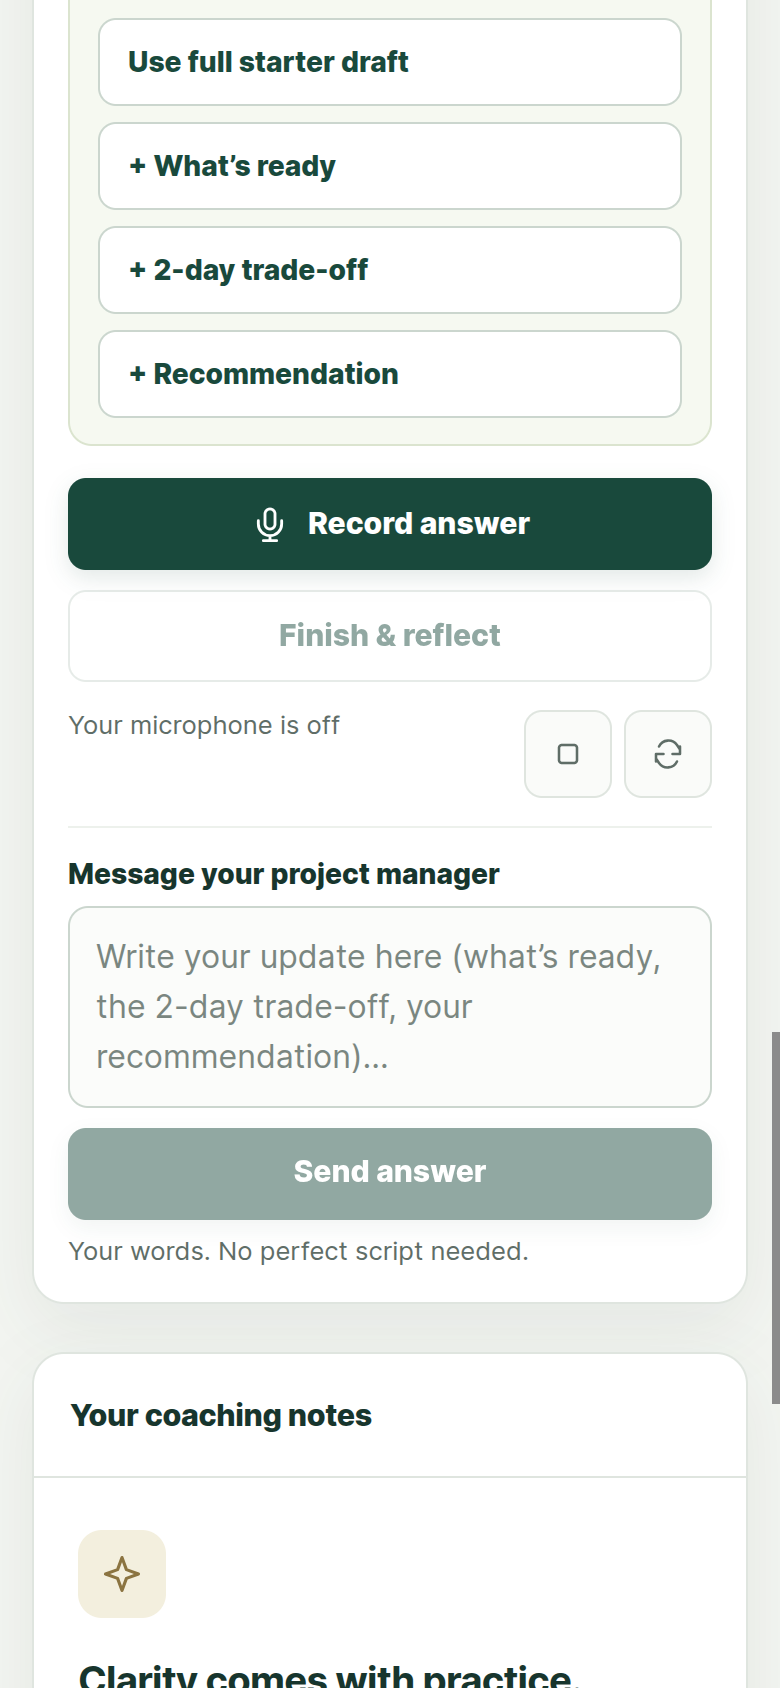 Use full starter draft
+ What’s ready
+ 2-day trade-off
+ Recommendation
Record answer
Finish & reflect
Your microphone is off
Message your project manager
Write your update here (what’s ready,
the 2-day trade-off, your
recommendation)...
Send answer
Your words. No perfect script needed.
Your coaching notes
Clarity comes with practice.